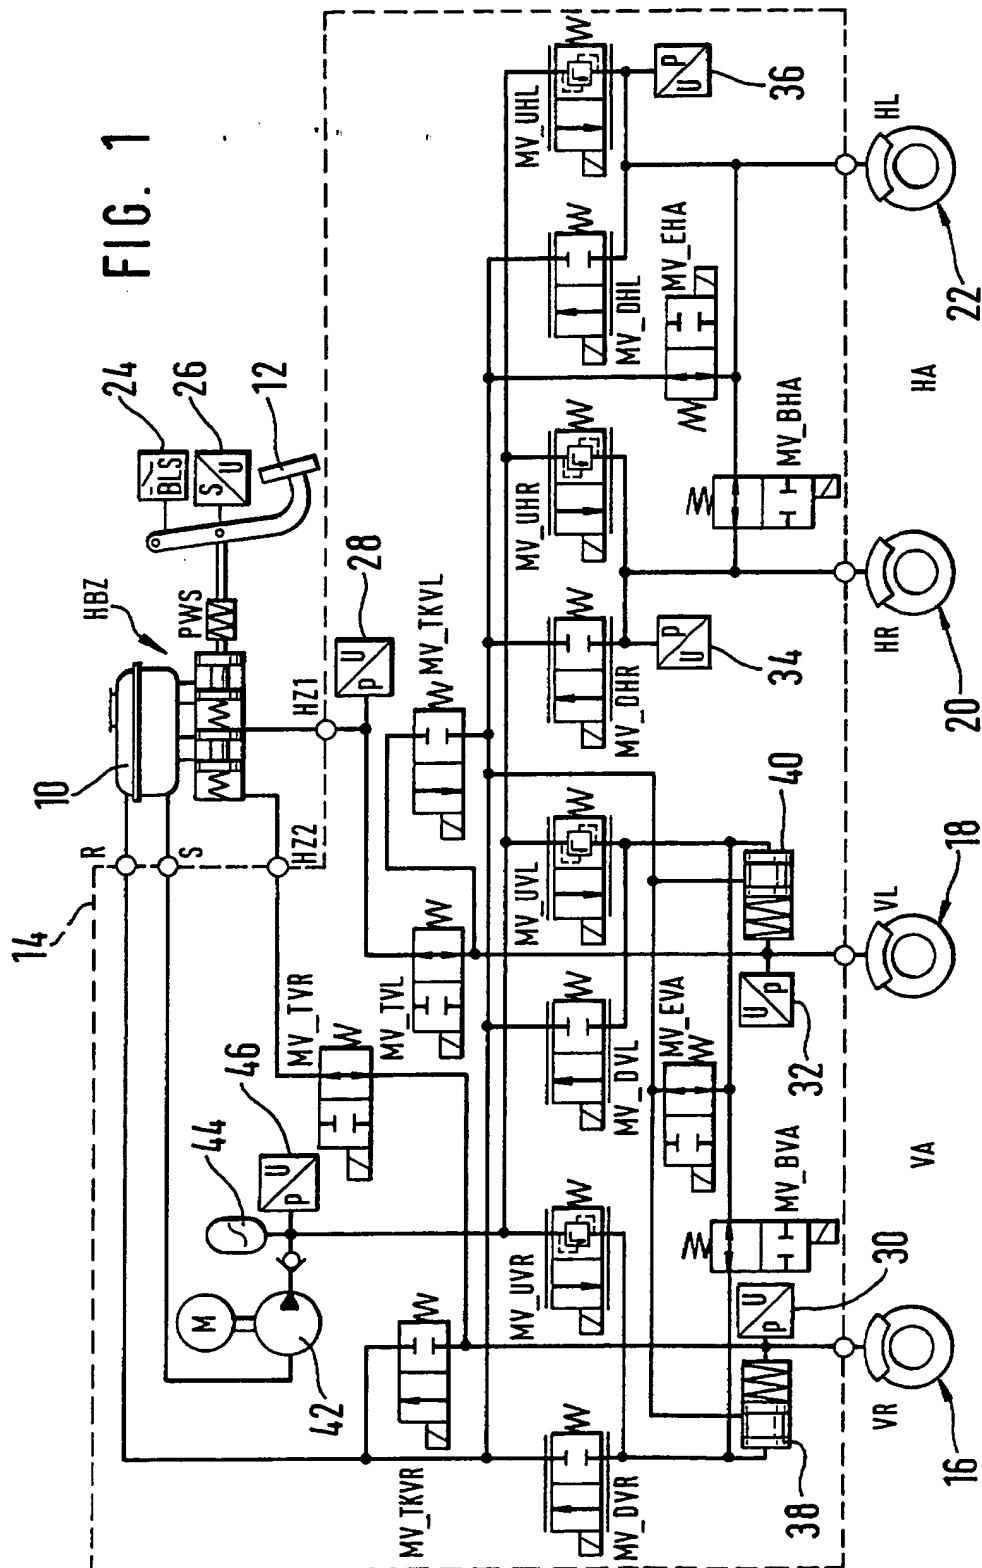 FIG. 1
14
10
R
S
HZ2
HZ1
HBZ
PWS
24
BLS
26
S
U
12
28
U
P
44
46
U
P
M
42
MV_TVR
MV_TVL
MV_TKVL
MV_TKVR
MV_DVR
MV_UVR
MV_DVL
MV_UVL
MV_DHR
MV_UHR
MV_DHL
MV_UHL
U
P
36
U
P
34
MV_EHA
MV_BHA
MV_EVA
MV_BVA
U
P
30
U
P
32
38
40
VR
16
VA
VL
18
HR
20
HA
HL
22